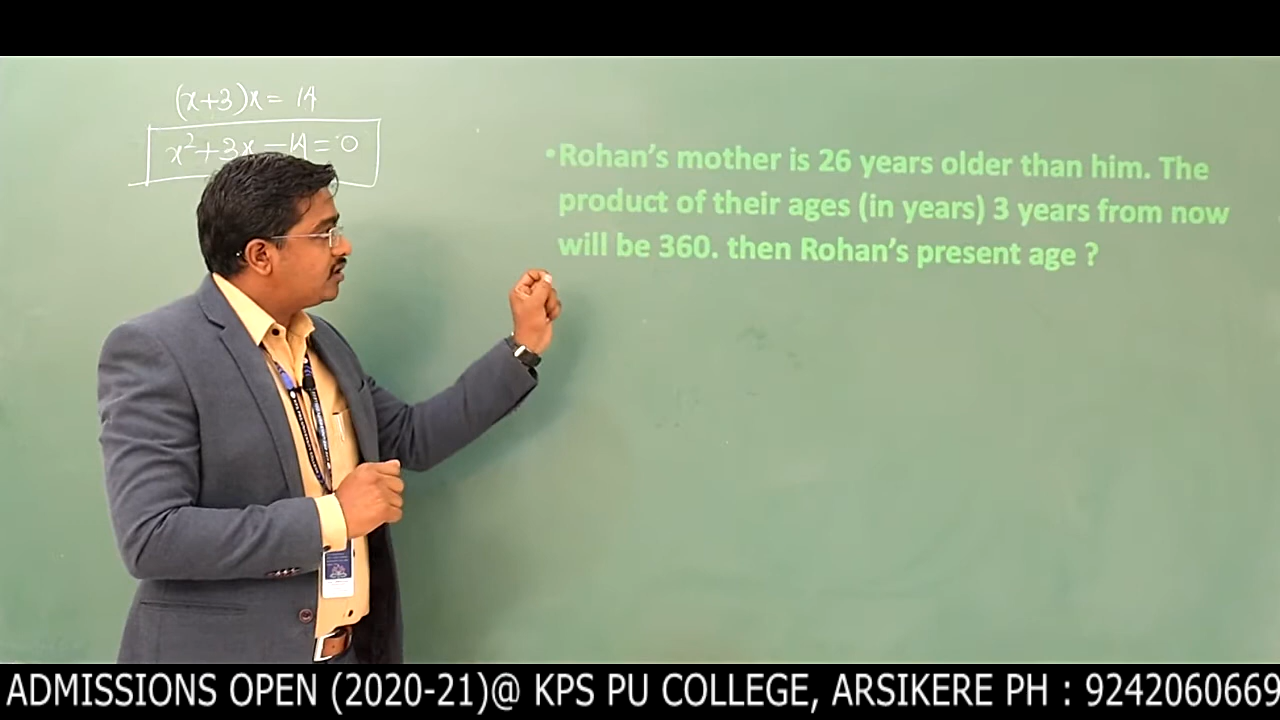 (x+3)x = 14
x²+3x-14=0
•Rohan's mother is 26 years older than him. The
product of their ages (in years) 3 years from now
will be 360. then Rohan's present age ?
ADMISSIONS OPEN (2020-21)@ KPS PU COLLEGE, ARSIKERE PH : 9242060669